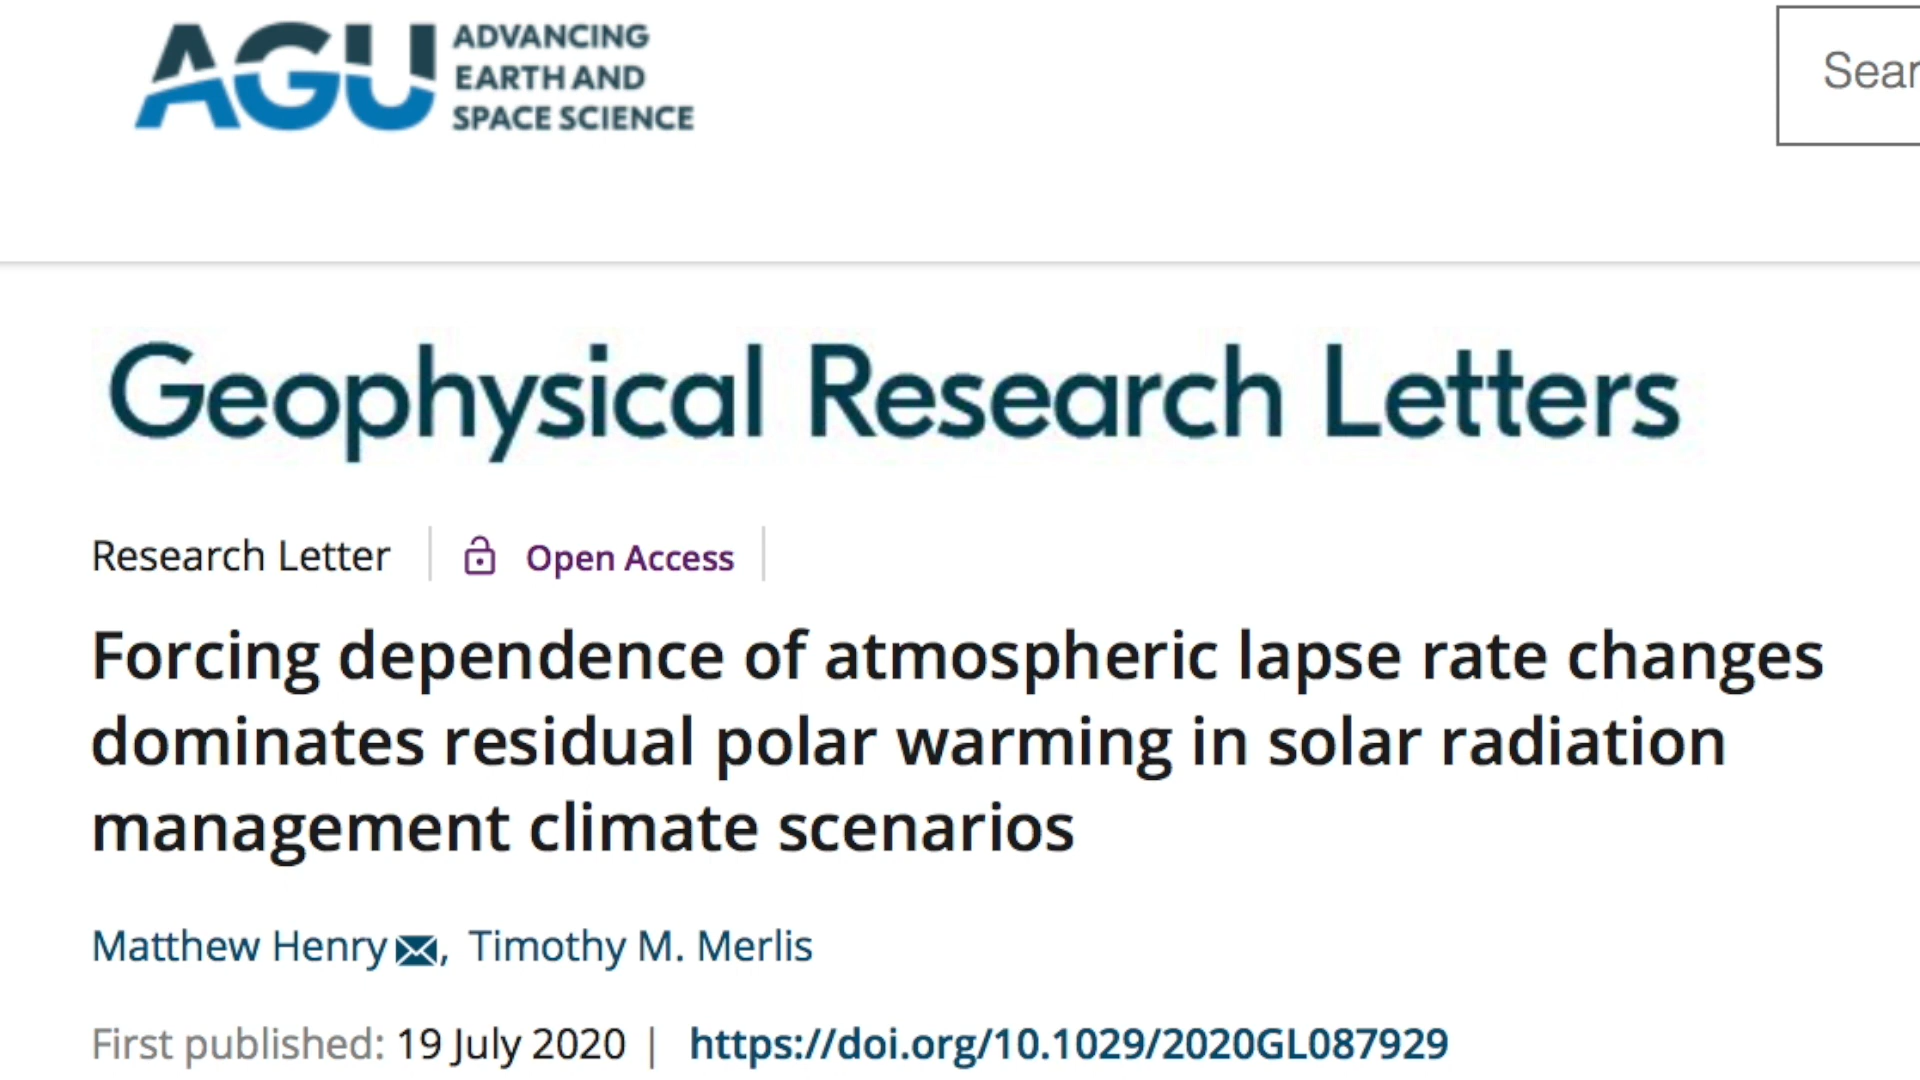 AGU
ADVANCING
EARTH AND
SPACE SCIENCE
Sear
Geophysical Research Letters
Research Letter
Open Access
Forcing dependence of atmospheric lapse rate changes
dominates residual polar warming in solar radiation
management climate scenarios
Matthew Henry, Timothy M. Merlis
First published: 19 July 2020 | https://doi.org/10.1029/2020GL087929